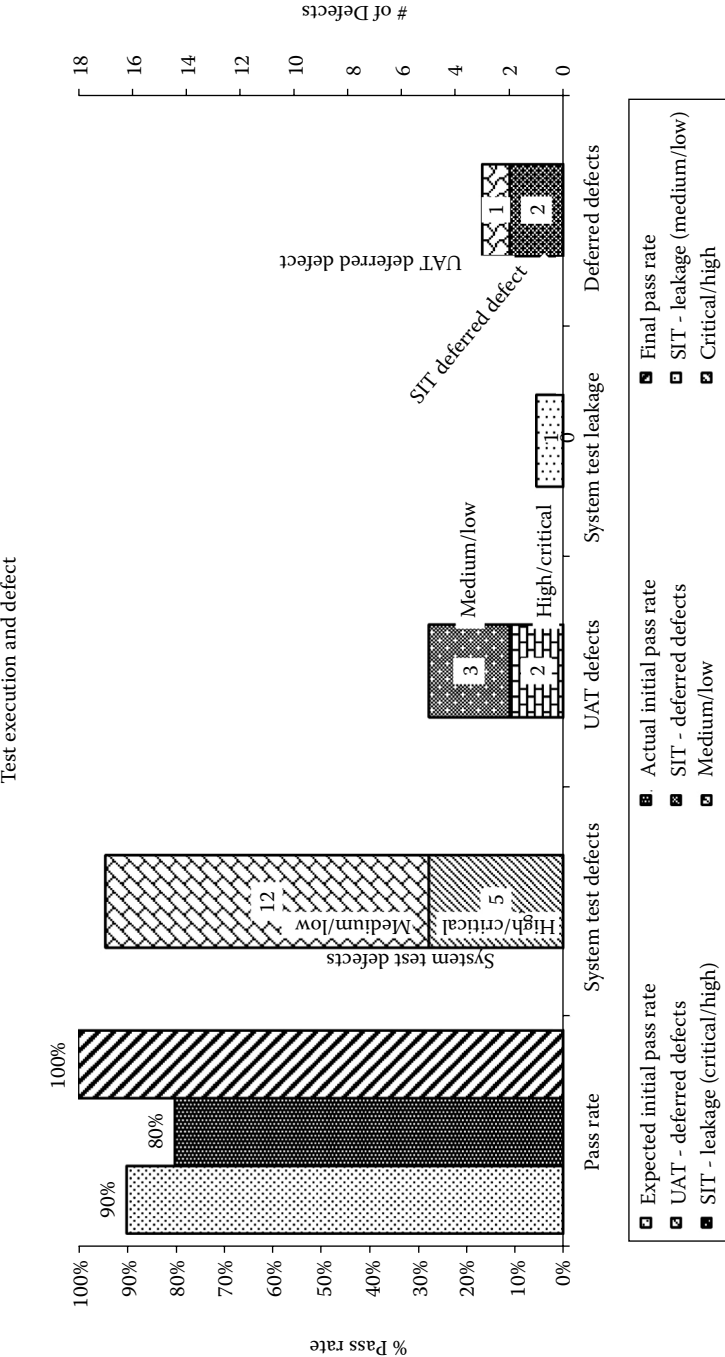 Test execution and defect
% Pass rate
100%
90%
80%
70%
60%
50%
40%
30%
20%
10%
0%
90%
80%
100%
System test defects
12
Medium/low
5
High/critical
3
Medium/low
2
High/critical
1
0
UAT deferred defect
SIT deferred defect
1
2
# of Defects
18
16
14
12
10
8
6
4
2
0
Pass rate
System test defects
UAT defects
System test leakage
Deferred defects
Expected initial pass rate
Actual initial pass rate
Final pass rate
UAT - deferred defects
SIT - deferred defects
SIT - leakage (medium/low)
SIT - leakage (critical/high)
Medium/low
Critical/high